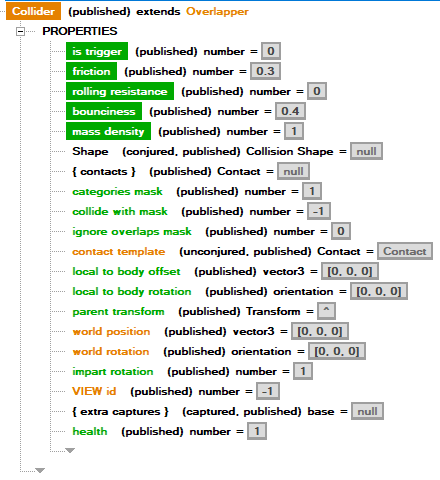 Collider (published) extends Overlapper
PROPERTIES
is trigger (published) number = 0
friction (published) number = 0.3
rolling resistance (published) number = 0
bounciness (published) number = 0.4
mass density (published) number = 1
Shape (conjured, published) Collision Shape = null
{ contacts } (published) Contact = null
categories mask (published) number = 1
collide with mask (published) number = -1
ignore overlaps mask (published) number = 0
contact template (unconjured, published) Contact = Contact
local to body offset (published) vector3 = [0, 0, 0]
local to body rotation (published) orientation = [0, 0, 0]
parent transform (published) Transform = ^
world position (published) vector3 = [0, 0, 0]
world rotation (published) orientation = [0, 0, 0]
impart rotation (published) number = 1
VIEW id (published) number = -1
{ extra captures } (captured, published) base = null
health (published) number = 1